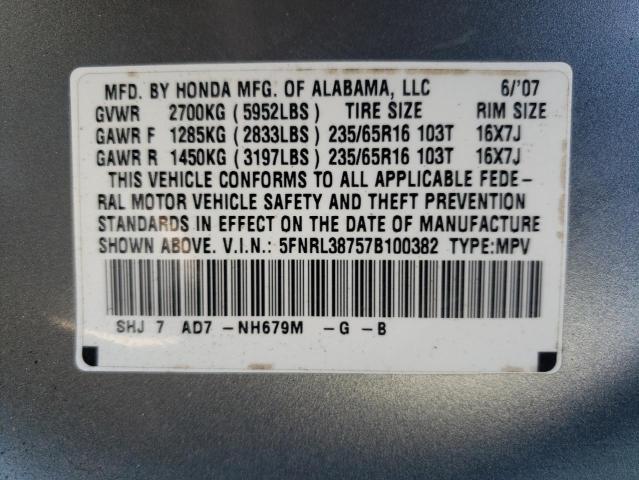 MFD. BY HONDA MFG. OF ALABAMA, LLC 6/'07
GVWR 2700KG (5952LBS) TIRE SIZE RIM SIZE
GAWR F 1285KG (2833LBS) 235/65R16 103T 16X7J
GAWR R 1450KG (3197LBS) 235/65R16 103T 16X7J
THIS VEHICLE CONFORMS TO ALL APPLICABLE FEDE-
RAL MOTOR VEHICLE SAFETY AND THEFT PREVENTION
STANDARDS IN EFFECT ON THE DATE OF MANUFACTURE
SHOWN ABOVE. V.I.N.: 5FNRL38757B100382 TYPE:MPV
SHJ 7 AD7 -NH679M -G -B